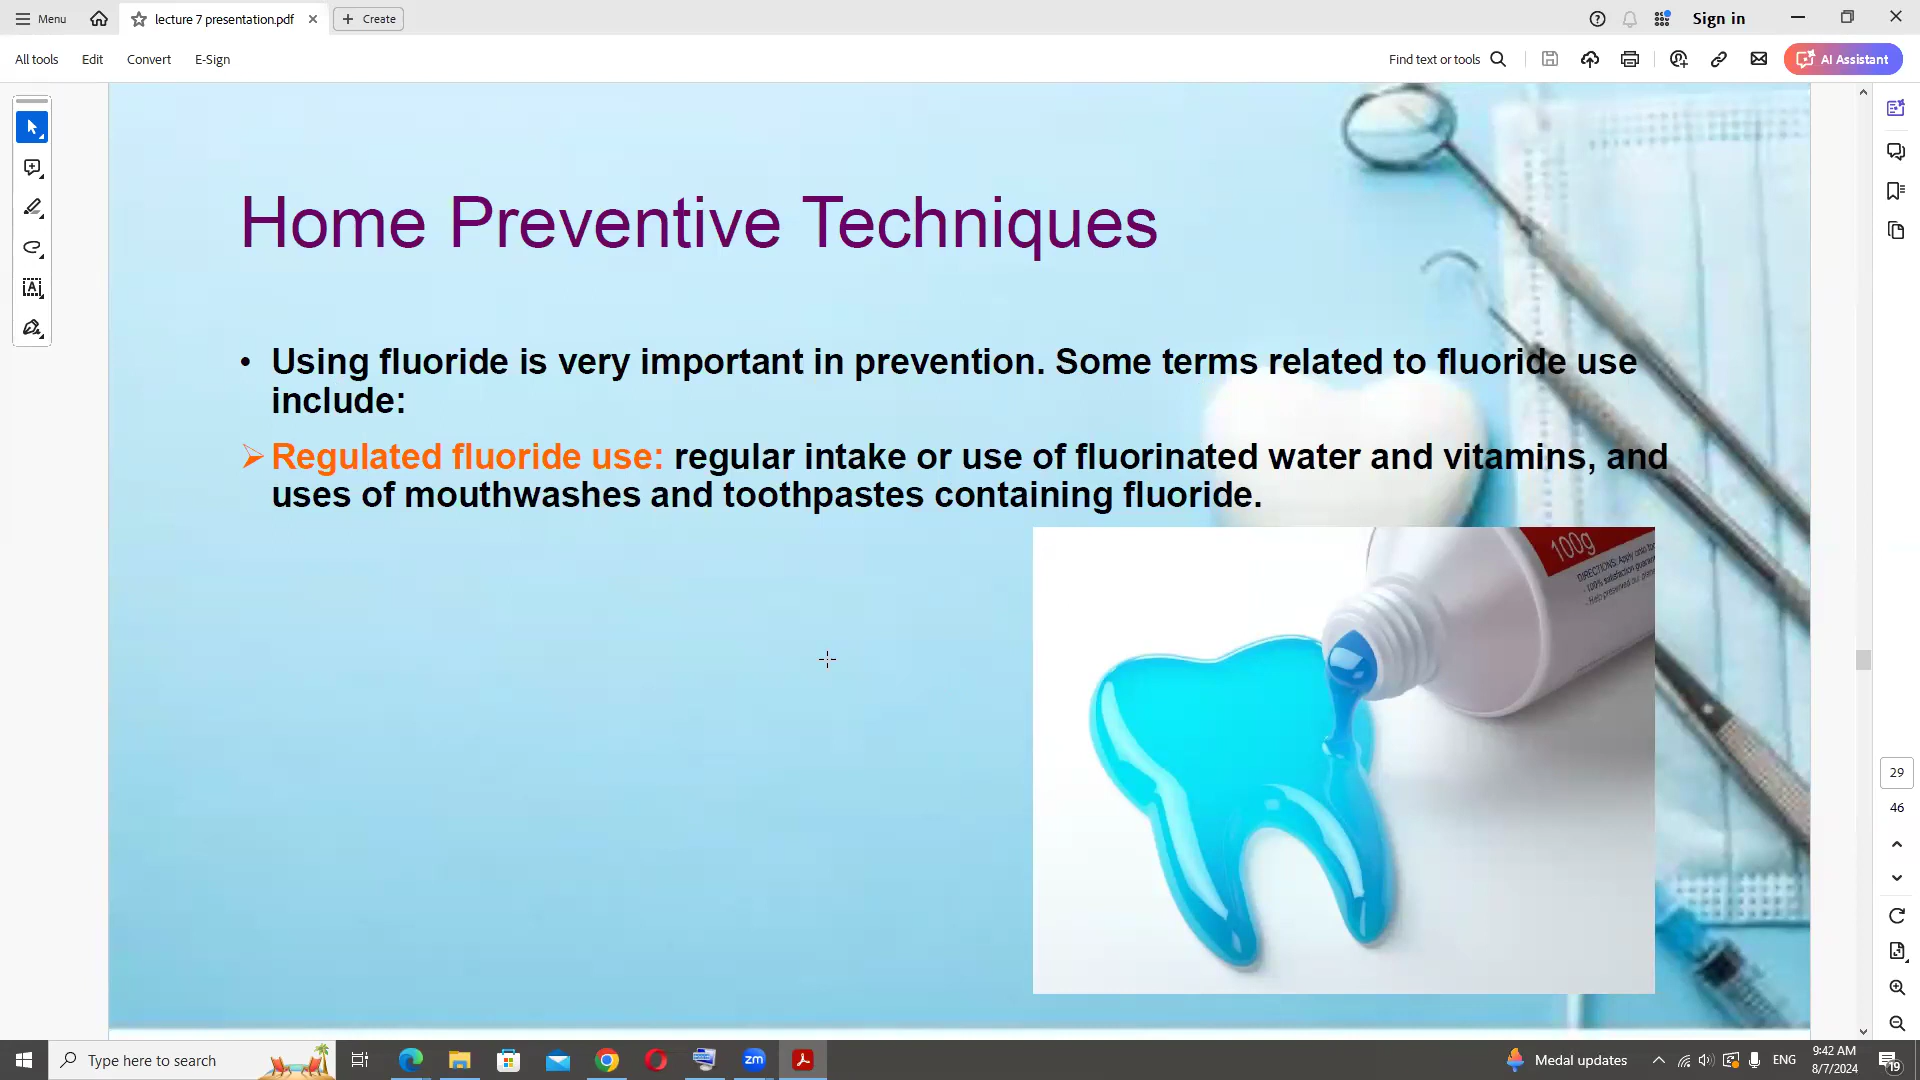 Menu
lecture 7 presentation.pdf
Create
Sign in
All tools
Edit
Convert
E-Sign
Find text or tools
AI Assistant
Home Preventive Techniques
• Using fluoride is very important in prevention. Some terms related to fluoride use
include:
Regulated fluoride use: regular intake or use of fluorinated water and vitamins, and
uses of mouthwashes and toothpastes containing fluoride.
100g
29
46
Type here to search
zm
Medal updates
ENG
9:42 AM
8/7/2024
19